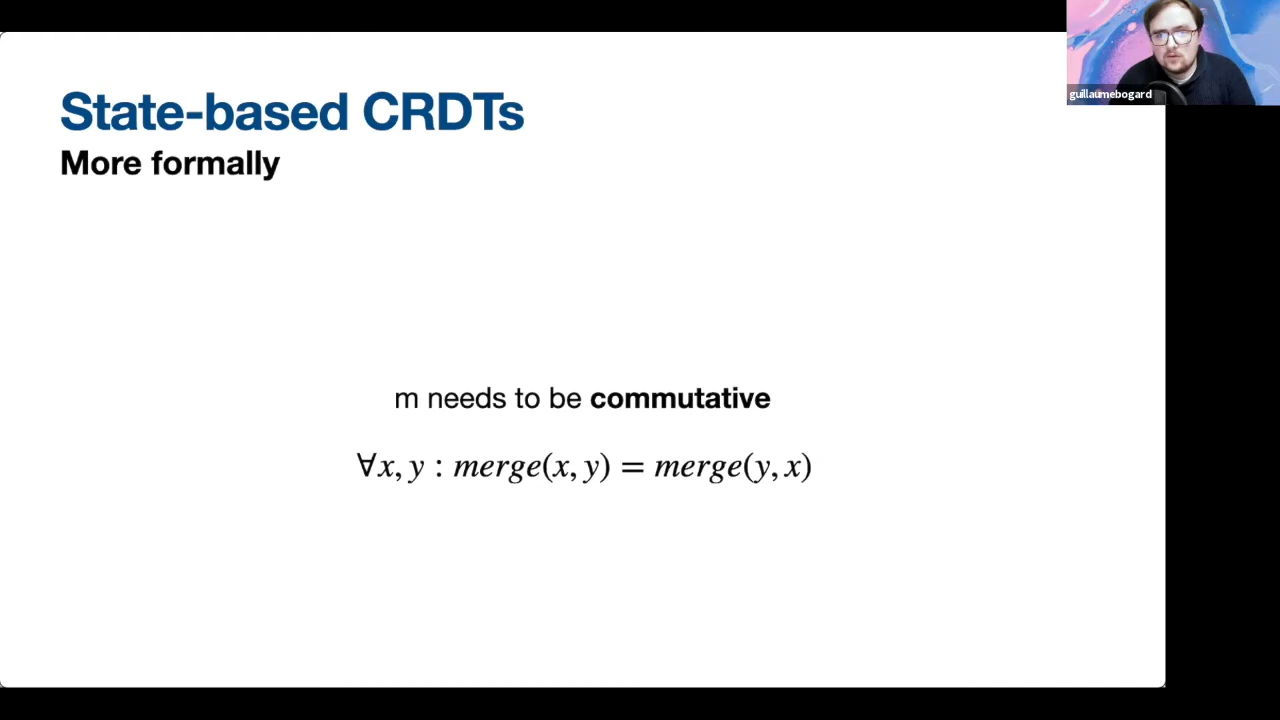 State-based CRDTs
More formally
m needs to be commutative
∀x, y : merge(x, y) = merge(y, x)
guillaumebogard